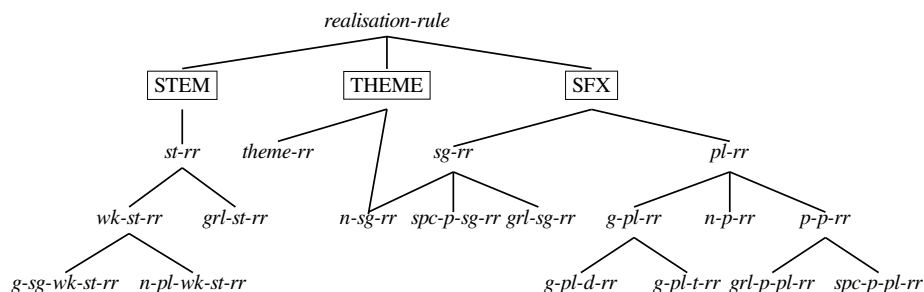 realisation-rule
STEM THEME SFX
st-rr theme-rr sg-rr pl-rr
wk-st-rr grl-st-rr n-sg-rr spc-p-sg-rr grl-sg-rr g-pl-rr n-p-rr p-p-rr
g-sg-wk-st-rr n-pl-wk-st-rr g-pl-d-rr g-pl-t-rr grl-p-pl-rr spc-p-pl-rr